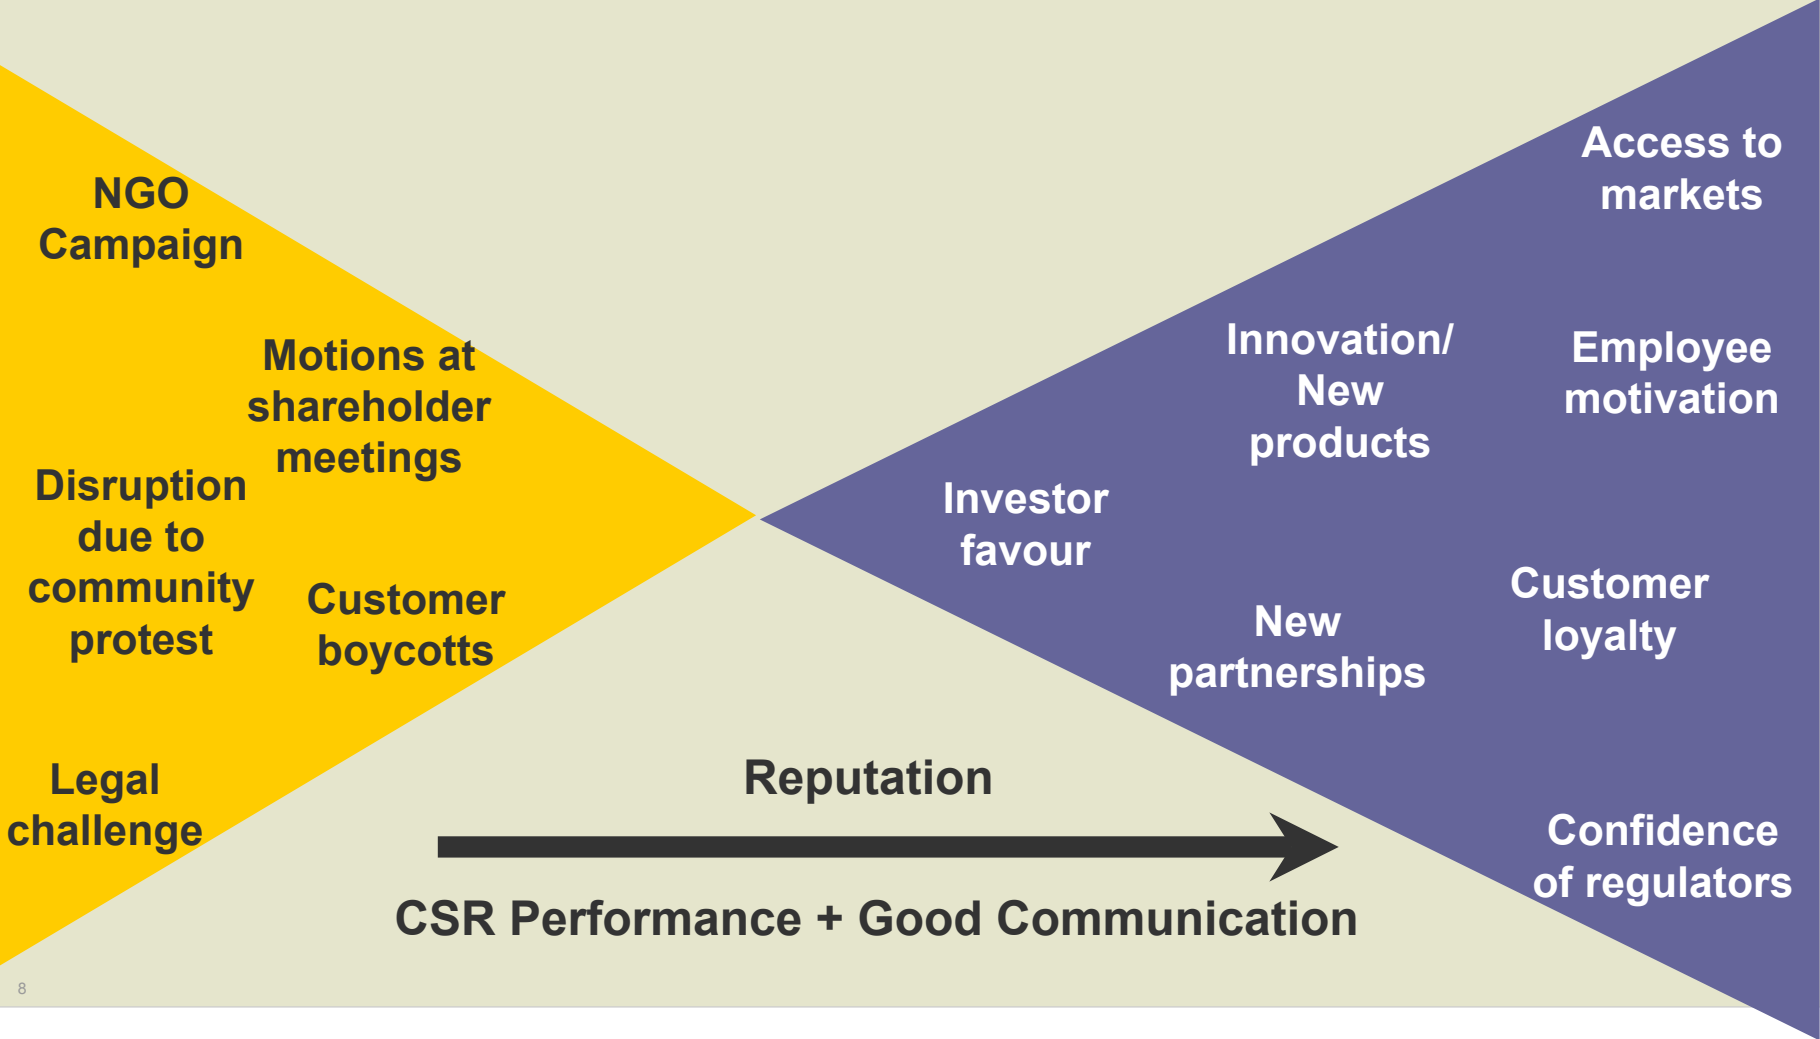 NGO
Campaign
Motions at
shareholder
meetings
Disruption
due to
community
protest
Customer
boycotts
Legal
challenge
Access to
markets
Innovation/
New
products
Employee
motivation
Investor
favour
Customer
loyalty
New
partnerships
Confidence
of regulators
Reputation
CSR Performance + Good Communication
8